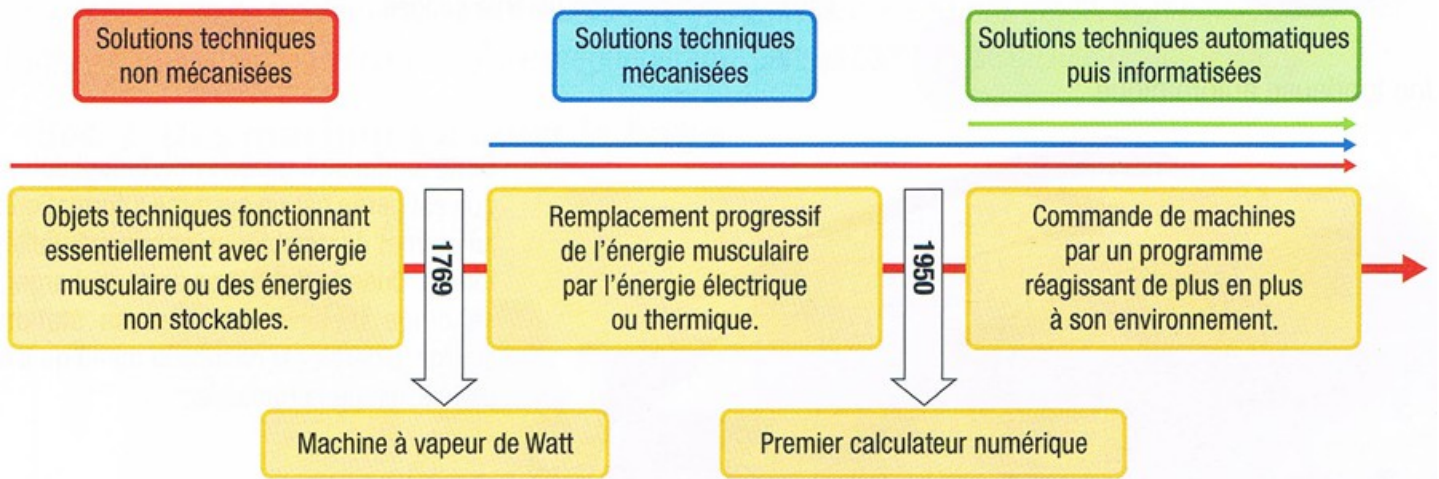 Solutions techniques
non mécanisées
Solutions techniques
mécanisées
Solutions techniques automatiques
puis informatisées
Objets techniques fonctionnant
essentiellement avec l'énergie
musculaire ou des énergies
non stockables.
1769
Remplacement progressif
de l'énergie musculaire
par l'énergie électrique
ou thermique.
1950
Commande de machines
par un programme
réagissant de plus en plus
à son environnement.
Machine à vapeur de Watt
Premier calculateur numérique